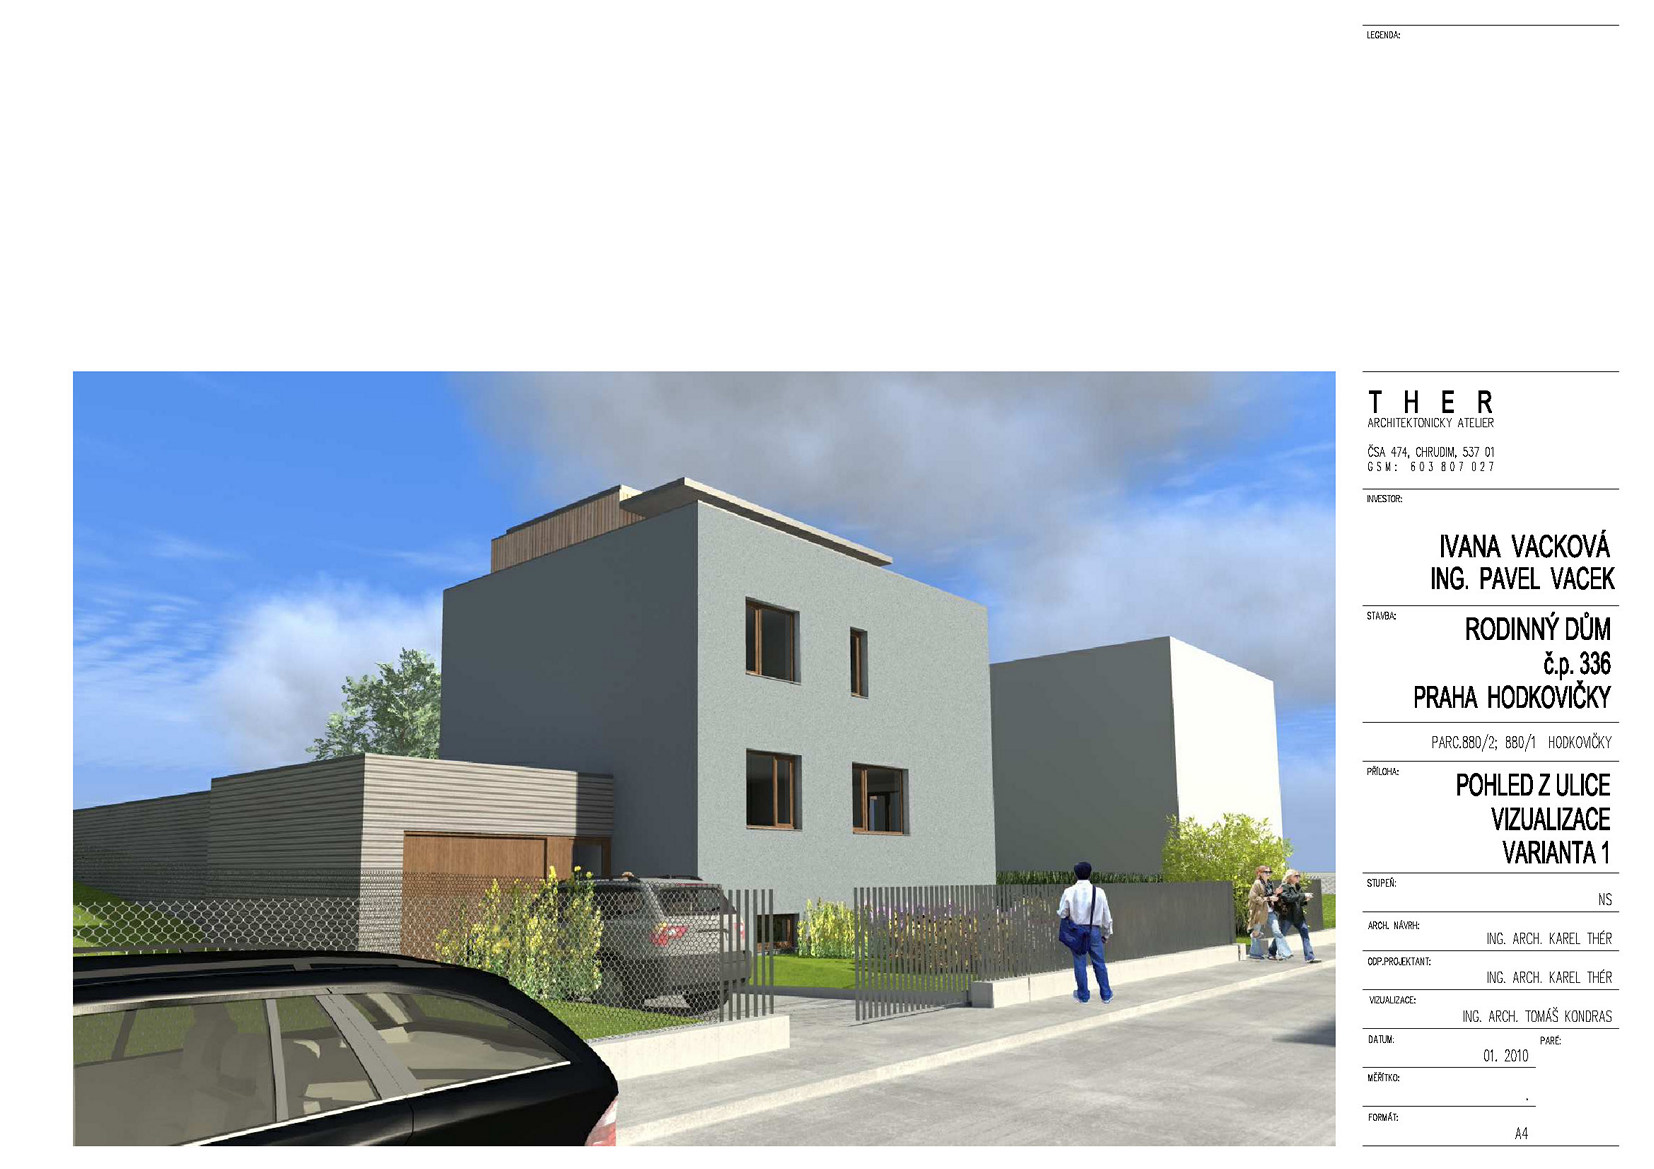 LEGENDA:
T H E R
ARCHITEKTONICKY ATELIER
ČSA 474, CHRUDIM, 537 01
GSM: 603 807 027
INVESTOR:
IVANA VACKOVÁ
ING. PAVEL VACEK
STAVBA:
RODINNÝ DŮM
č.p. 336
PRAHA HODKOVIČKY
PARC.880/2; 880/1 HODKOVIČKY
PŘÍLOHA:
POHLED Z ULICE
VIZUALIZACE
VARIANTA 1
STUPEŇ:
NS
ARCH. NÁVRH:
ING. ARCH. KAREL THÉR
ODP.PROJEKTANT:
ING. ARCH. KAREL THÉR
VIZUALIZACE:
ING. ARCH. TOMÁŠ KONDRAS
DATUM:
01. 2010
PARÉ:
MĚŘÍTKO:
.
FORMÁT:
A4